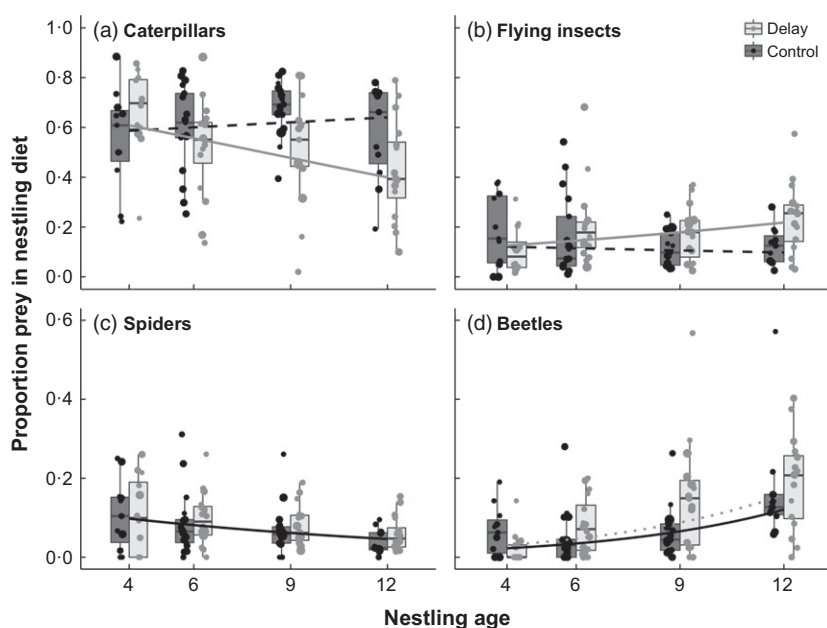 (a) Caterpillars
(b) Flying insects
Delay
Control
1·0
0·8
0·6
0·4
0·2
0·0
(c) Spiders
(d) Beetles
0·6
0·4
0·2
0·0
4 6 9 12
4 6 9 12
Proportion prey in nestling diet
Nestling age